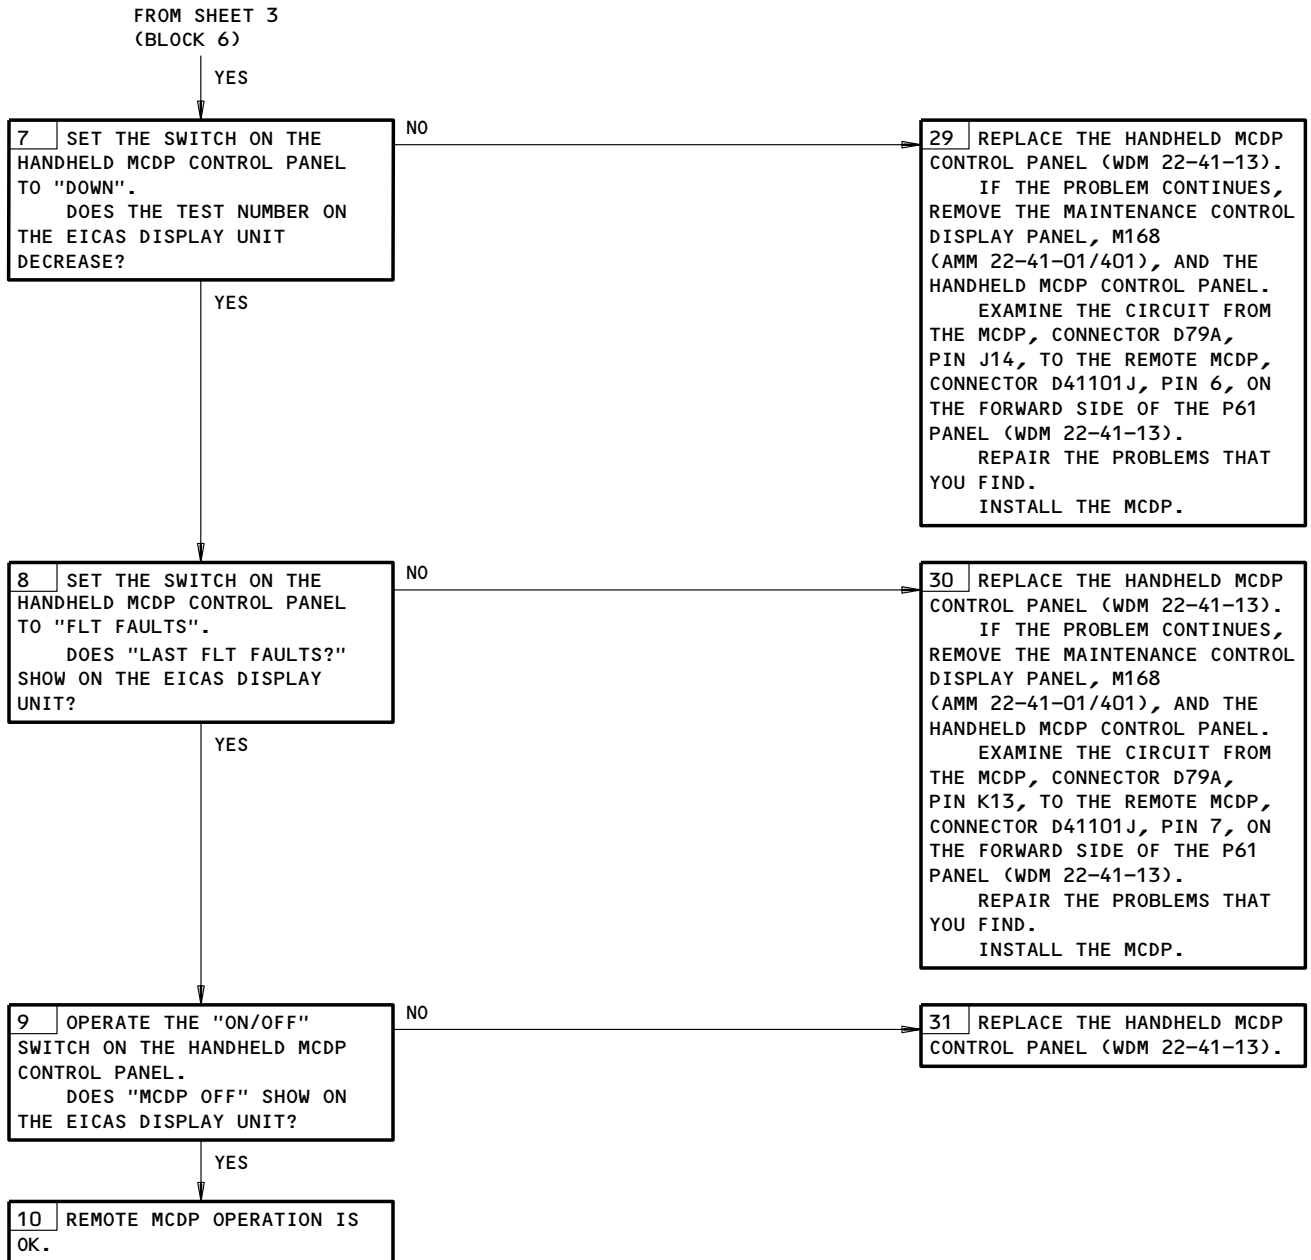 FROM SHEET 3
(BLOCK 6)
YES
7 SET THE SWITCH ON THE
HANDHELD MCDP CONTROL PANEL
TO "DOWN".
DOES THE TEST NUMBER ON
THE EICAS DISPLAY UNIT
DECREASE?
NO
29 REPLACE THE HANDHELD MCDP
CONTROL PANEL (WDM 22-41-13).
IF THE PROBLEM CONTINUES,
REMOVE THE MAINTENANCE CONTROL
DISPLAY PANEL, M168
(AMM 22-41-01/401), AND THE
HANDHELD MCDP CONTROL PANEL.
EXAMINE THE CIRCUIT FROM
THE MCDP, CONNECTOR D79A,
PIN J14, TO THE REMOTE MCDP,
CONNECTOR D41101J, PIN 6, ON
THE FORWARD SIDE OF THE P61
PANEL (WDM 22-41-13).
REPAIR THE PROBLEMS THAT
YOU FIND.
INSTALL THE MCDP.
YES
8 SET THE SWITCH ON THE
HANDHELD MCDP CONTROL PANEL
TO "FLT FAULTS".
DOES "LAST FLT FAULTS?"
SHOW ON THE EICAS DISPLAY
UNIT?
NO
30 REPLACE THE HANDHELD MCDP
CONTROL PANEL (WDM 22-41-13).
IF THE PROBLEM CONTINUES,
REMOVE THE MAINTENANCE CONTROL
DISPLAY PANEL, M168
(AMM 22-41-01/401), AND THE
HANDHELD MCDP CONTROL PANEL.
EXAMINE THE CIRCUIT FROM
THE MCDP, CONNECTOR D79A,
PIN K13, TO THE REMOTE MCDP,
CONNECTOR D41101J, PIN 7, ON
THE FORWARD SIDE OF THE P61
PANEL (WDM 22-41-13).
REPAIR THE PROBLEMS THAT
YOU FIND.
INSTALL THE MCDP.
YES
9 OPERATE THE "ON/OFF"
SWITCH ON THE HANDHELD MCDP
CONTROL PANEL.
DOES "MCDP OFF" SHOW ON
THE EICAS DISPLAY UNIT?
NO
31 REPLACE THE HANDHELD MCDP
CONTROL PANEL (WDM 22-41-13).
YES
10 REMOTE MCDP OPERATION IS
OK.